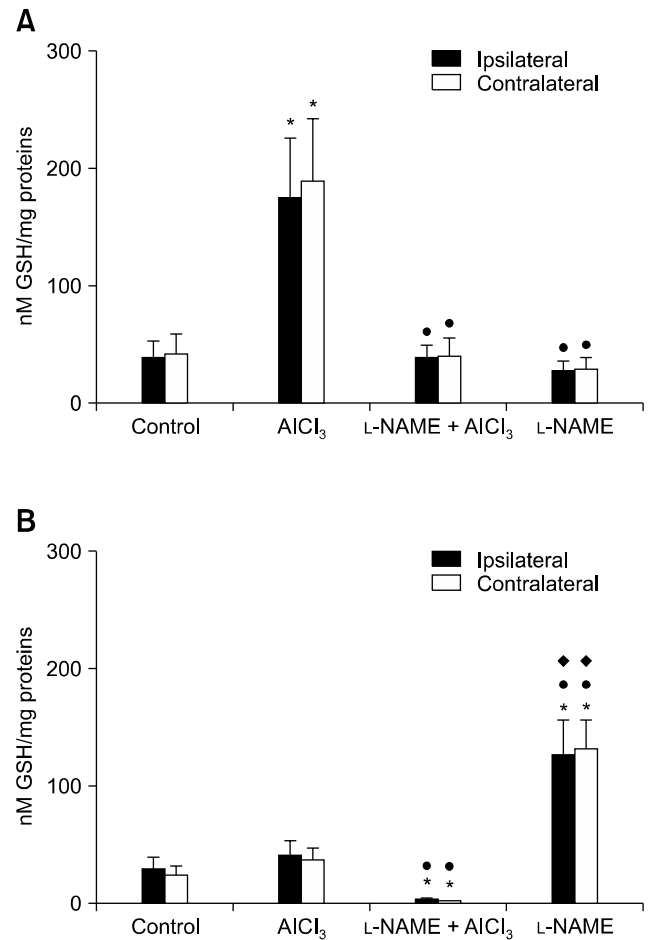 A
300
Ipsilateral
Contralateral
* *
200
nM GSH/mg proteins
100
● ●
● ●
0
Control AlCl₃ ʟ-NAME + AlCl₃ ʟ-NAME
B
300
Ipsilateral
Contralateral
200
◆ ◆
● ●
* *
nM GSH/mg proteins
100
● ●
* *
0
Control AlCl₃ ʟ-NAME + AlCl₃ ʟ-NAME